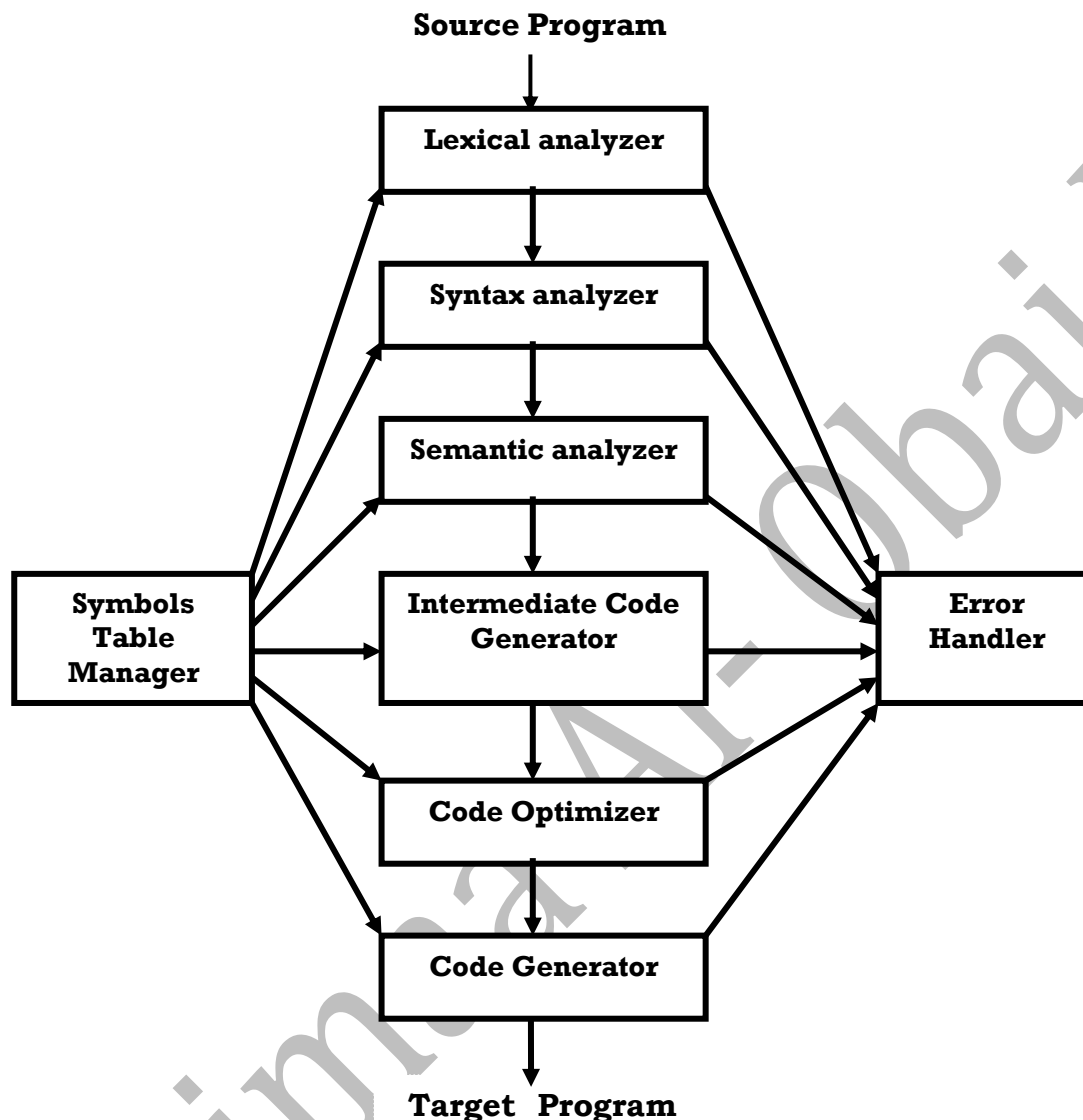 Source Program
Lexical analyzer
Syntax analyzer
Semantic analyzer
Symbols
Table
Manager
Intermediate Code
Generator
Error
Handler
Code Optimizer
Code Generator
Target Program